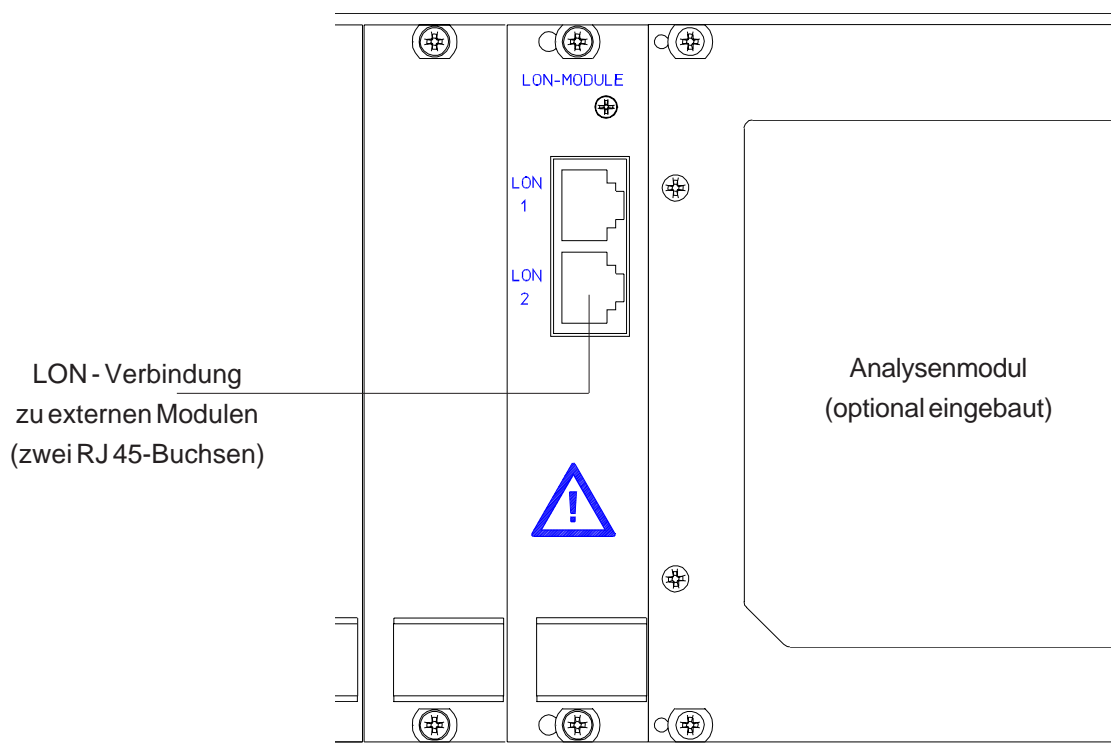 LON-MODULE
LON
1
LON
2
LON - Verbindung
zu externen Modulen
(zwei RJ 45-Buchsen)
Analysenmodul
(optional eingebaut)
!